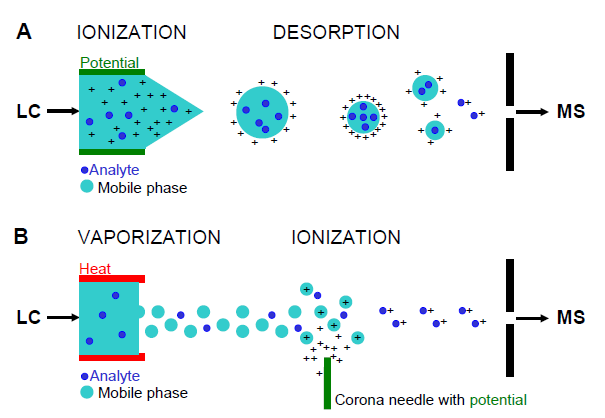 A IONIZATION DESORPTION
Potential
LC MS
Analyte
Mobile phase
B VAPORIZATION IONIZATION
Heat
LC MS
Analyte
Mobile phase
Corona needle with potential